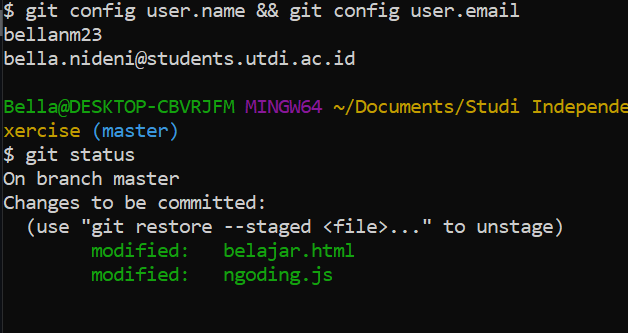 $ git config user.name && git config user.email
bellanm23
bella.nideni@students.utdi.ac.id
Bella@DESKTOP-CBVRJFM MINGW64 ~/Documents/Studi Independe
xercise (master)
$ git status
On branch master
Changes to be committed:
  (use "git restore --staged <file>..." to unstage)
        modified:   belajar.html
        modified:   ngoding.js